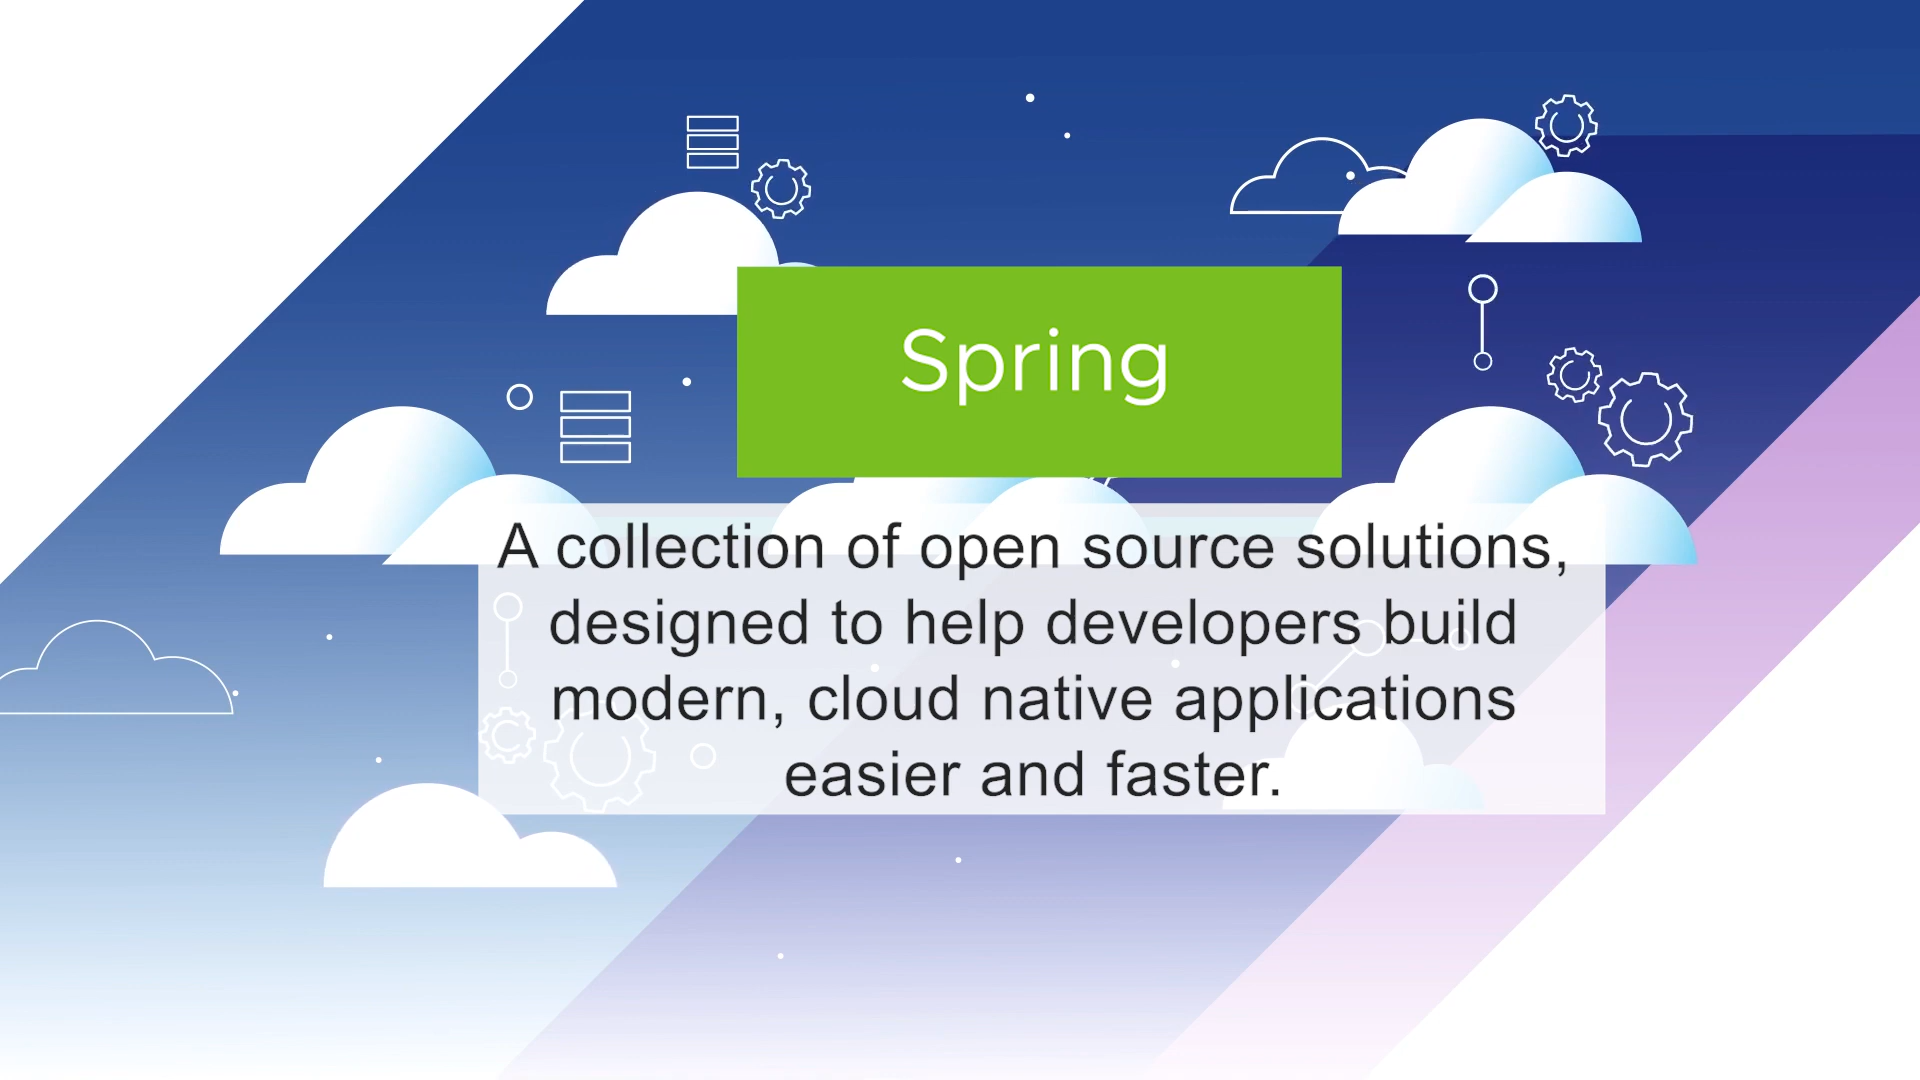 Spring
A collection of open source solutions,
designed to help developers build
modern, cloud native applications
easier and faster.